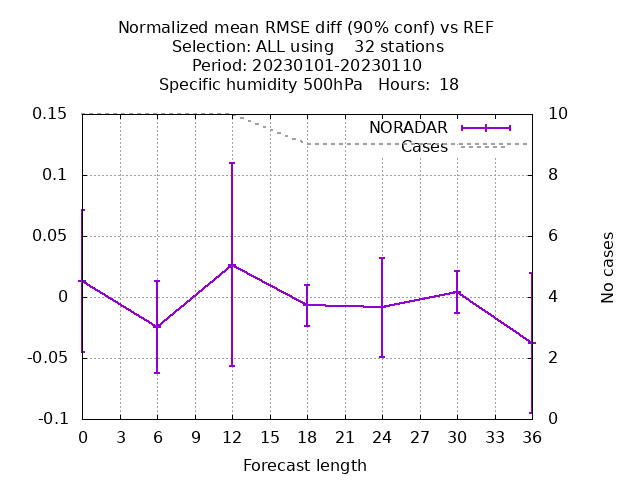 Normalized mean RMSE diff (90% conf) vs REF
Selection: ALL using    32 stations
Period: 20230101-20230110
Specific humidity 500hPa   Hours:  18
0.15
0.1
0.05
0
-0.05
-0.1
NORADAR
Cases
10
8
6
4
2
0
No cases
0 3 6 9 12 15 18 21 24 27 30 33 36
Forecast length